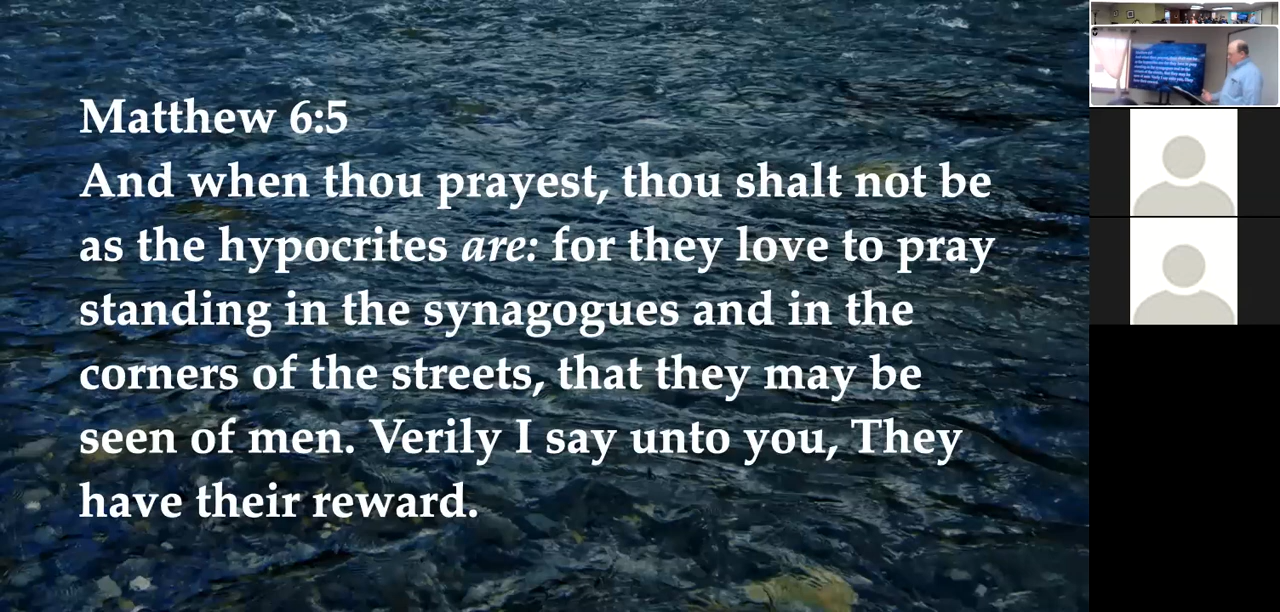 Matthew 6:5
And when thou prayest, thou shalt not be
as the hypocrites are: for they love to pray
standing in the synagogues and in the
corners of the streets, that they may be
seen of men. Verily I say unto you, They
have their reward.